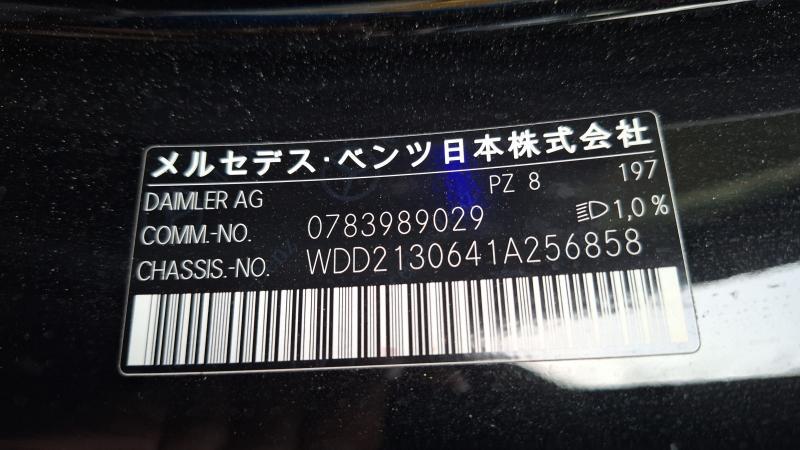 メルセデス・ベンツ日本株式会社
DAIMLER AG PZ 8 197
COMM.-NO. 0783989029 1,0 %
CHASSIS.-NO. WDD2130641A256858